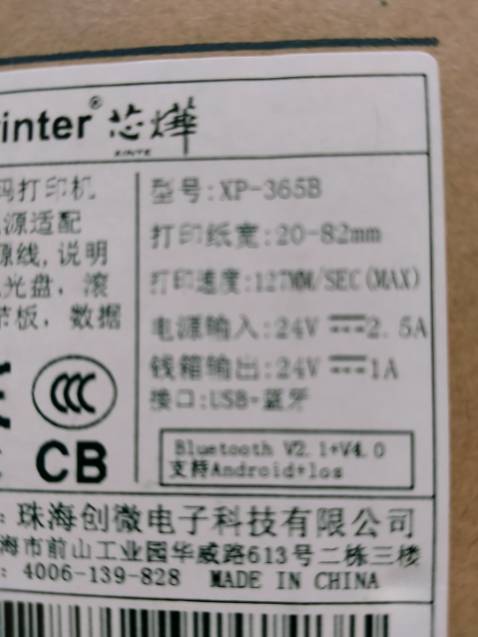 inter® 芯烨
XINYE
码打印机
源适配
源线,说明
光盘, 滚
带板, 数据
型号: XP-365B
打印纸宽: 20-82mm
打印速度: 127MM/SEC(MAX)
电源输入: 24V ⎓ 2.5A
钱箱输出: 24V ⎓ 1A
接口: USB+蓝牙
Bluetooth V2.1+V4.0
支持Android+Ios
CCC
CB
: 珠海创微电子科技有限公司
海市前山工业园华威路613号二栋三楼
: 4006-139-828 MADE IN CHINA